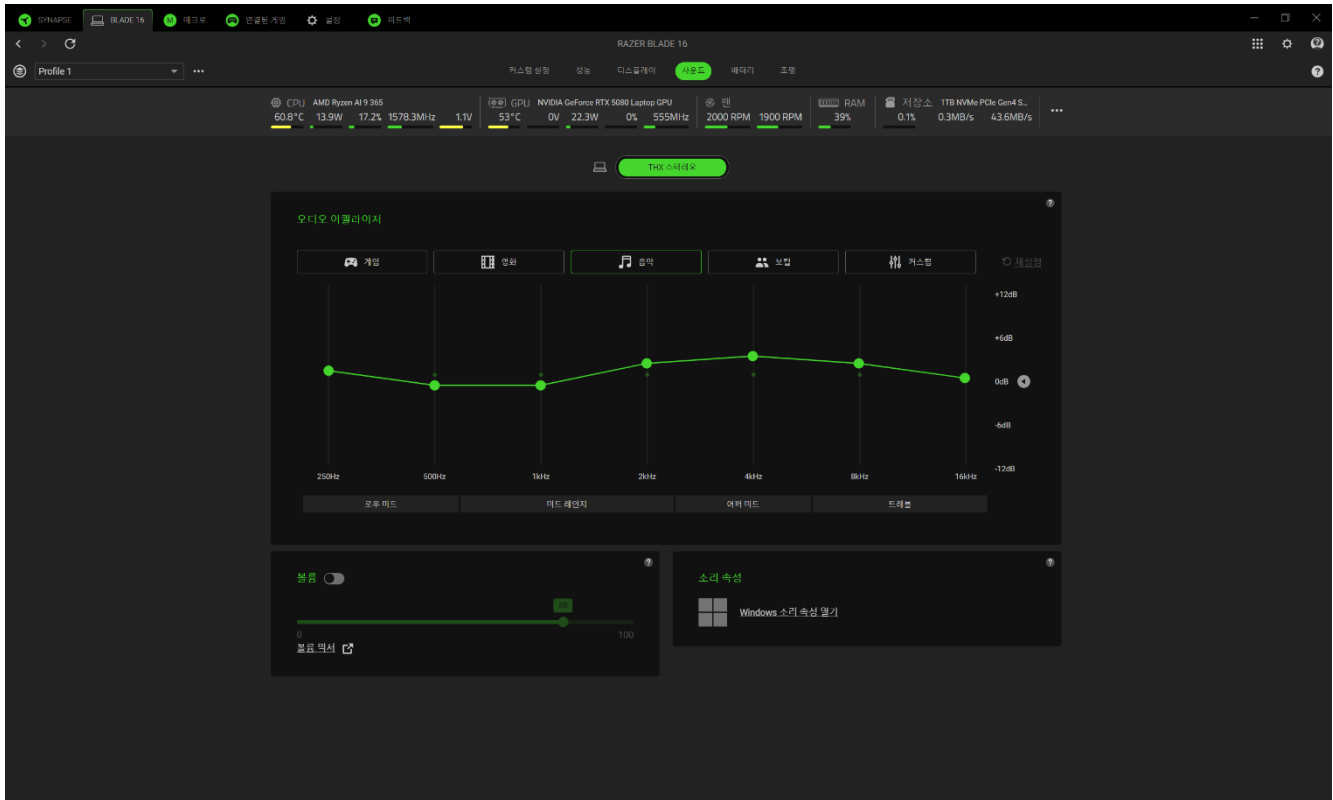 SYNAPSE BLADE 16 매크로 연결된 게임 설정 피드백
RAZER BLADE 16
Profile 1
커스텀 설정 성능 디스플레이 사운드 배터리 조명
CPU AMD Ryzen AI 9 365
60.8°C 13.9W 17.2% 1578.3MHz 1.1V
GPU NVIDIA GeForce RTX 5080 Laptop GPU
53°C 0V 22.3W 0% 555MHz
팬
2000 RPM 1900 RPM
RAM
39%
저장소 1TB NVMe PCIe Gen4 S...
0.1% 0.3MB/s 43.6MB/s
THX 스테레오
오디오 이퀄라이저
게임 영화 음악 보컬 커스텀 재설정
+12dB
+6dB
0dB
-6dB
-12dB
250Hz 500Hz 1kHz 2kHz 4kHz 8kHz 16kHz
로우 미드 미드 레인지 어퍼 미드 트레블
볼륨
80
0 100
볼륨 믹서
소리 속성
Windows 소리 속성 열기